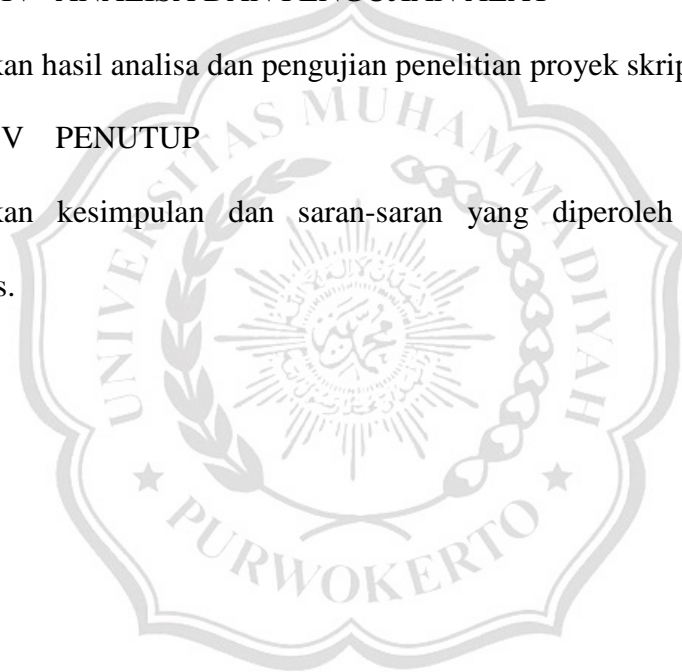 kan hasil analisa dan pengujian penelitian proyek skrip
V PENUTUP
kan kesimpulan dan saran-saran yang diperoleh
s.
UNIVERSITAS MUHAMMADIYAH
PURWOKERTO